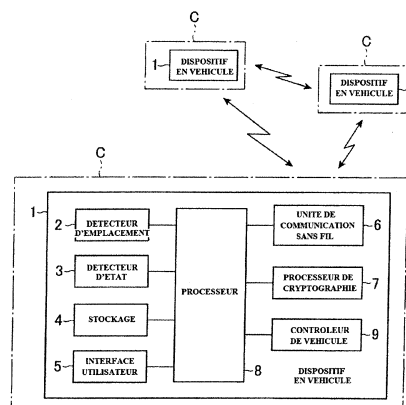 C
C
1
DISPOSITIF
EN VEHICULE
DISPOSITIF
EN VEHICULE
C
1
2
DETECTEUR
D'EMPLACEMENT
3
DETECTEUR
D'ETAT
4
STOCKAGE
5
INTERFACE
UTILISATEUR
PROCESSEUR
8
UNITE DE
COMMUNICATION
SANS FIL
6
PROCESSEUR DE
CRYPTOGRAPHIE
7
CONTROLEUR
DE VEHICULE
9
DISPOSITIF
EN VEHICULE